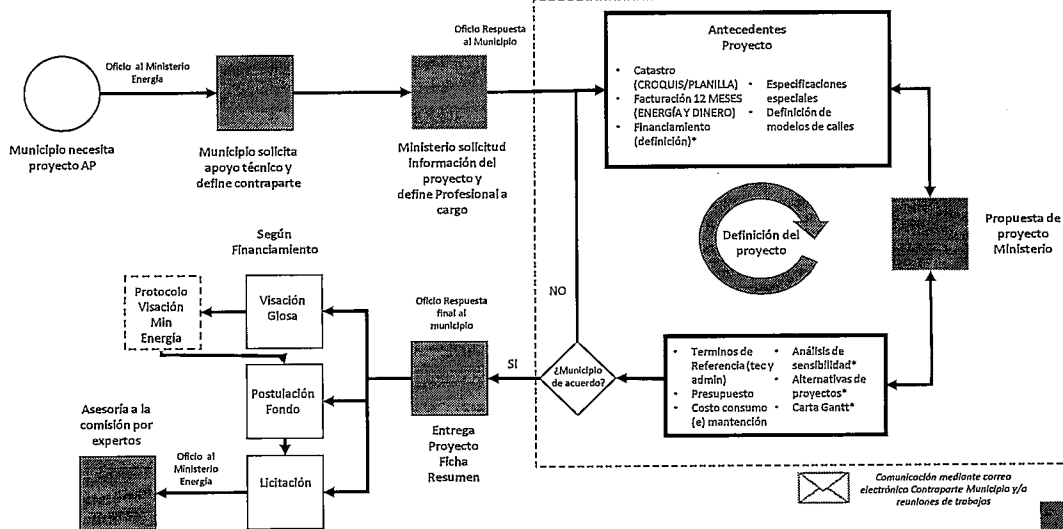 Oficio Respuesta
al Municipio
Oficio al Ministerio
Energía
Municipio necesita
proyecto AP
Municipio solicita
apoyo técnico y
define contraparte
Ministerio solicitud
información del
proyecto y
define Profesional a
cargo
Antecedentes
Proyecto
• Catastro
(CROQUIS/PLANILLA)
• Facturación 12 MESES
(ENERGÍA Y DINERO)
• Financiamiento
(definición)*
• Especificaciones
especiales
• Definición de
modelos de calles
Definición del
proyecto
Propuesta de
proyecto
Ministerio
• Terminos de
Referencia (tec y
admin)
• Presupuesto
• Costo consumo
(e) mantención
• Análisis de
sensibilidad*
• Alternativas de
proyectos*
• Carta Gantt*
NO
¿Municipio
de acuerdo?
SI
Oficio Respuesta
final al
municipio
Entrega
Proyecto
Ficha
Resumen
Según
Financiamiento
Visación
Glosa
Protocolo
Visación
Min
Energía
Postulación
Fondo
Licitación
Oficio al
Ministerio
Energía
Asesoría a la
comisión por
expertos
Comunicación mediante correo
electrónico Contraparte Municipio y/a
reuniones de trabajos